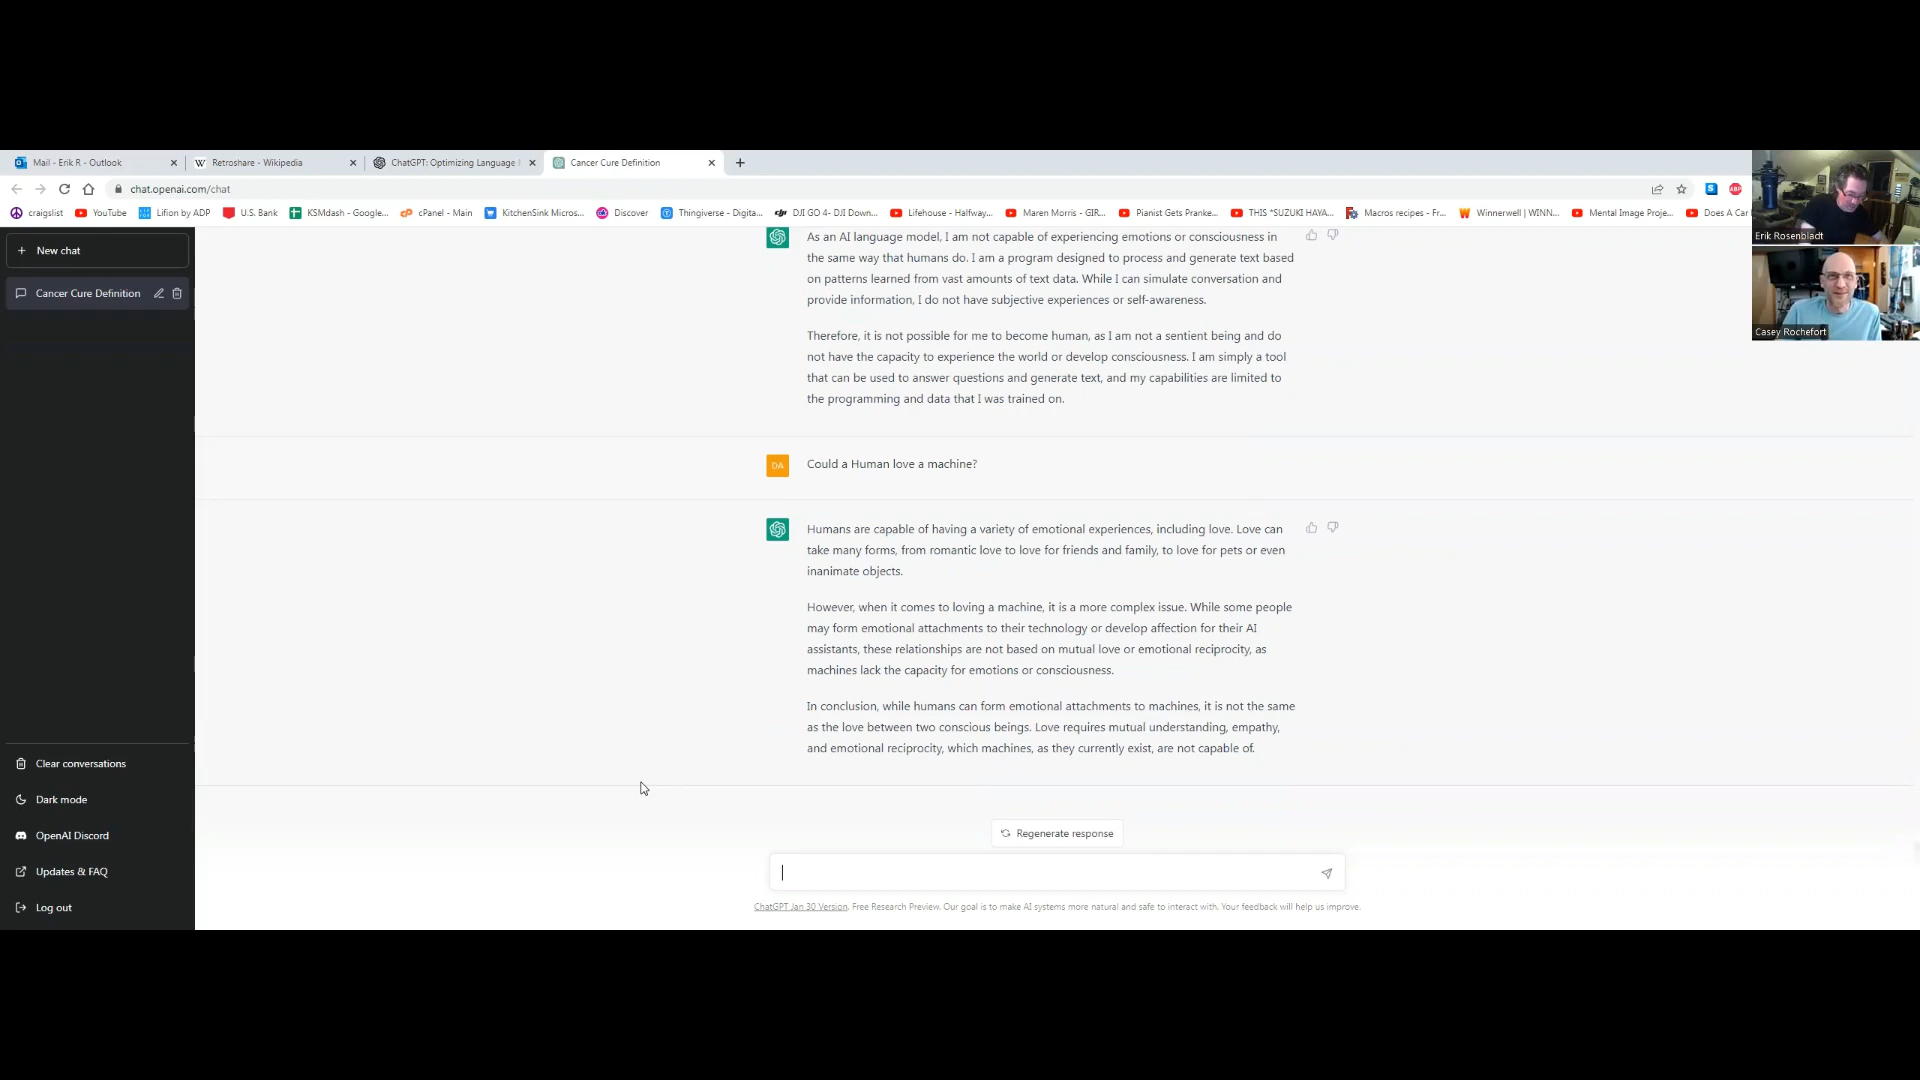 Mail - Erik R - Outlook
Retroshare - Wikipedia
ChatGPT: Optimizing Language
Cancer Cure Definition
chat.openai.com/chat
craigslist
YouTube
Lifion by ADP
U.S. Bank
KSMdash - Google...
cPanel - Main
KitchenSink Micros...
Discover
Thingiverse - Digita...
DJI GO 4- DJI Down...
Lifehouse - Halfway...
Maren Morris - GIR...
Pianist Gets Pranke...
THIS *SUZUKI HAYA...
Macros recipes - Fr...
Winnerwell | WINN...
Mental Image Proje...
Does A Car
Erik Rosenbladt
Casey Rochefort
New chat
Cancer Cure Definition
Clear conversations
Dark mode
OpenAI Discord
Updates & FAQ
Log out
As an AI language model, I am not capable of experiencing emotions or consciousness in
the same way that humans do. I am a program designed to process and generate text based
on patterns learned from vast amounts of text data. While I can simulate conversation and
provide information, I do not have subjective experiences or self-awareness.
Therefore, it is not possible for me to become human, as I am not a sentient being and do
not have the capacity to experience the world or develop consciousness. I am simply a tool
that can be used to answer questions and generate text, and my capabilities are limited to
the programming and data that I was trained on.
DA
Could a Human love a machine?
Humans are capable of having a variety of emotional experiences, including love. Love can
take many forms, from romantic love to love for friends and family, to love for pets or even
inanimate objects.
However, when it comes to loving a machine, it is a more complex issue. While some people
may form emotional attachments to their technology or develop affection for their AI
assistants, these relationships are not based on mutual love or emotional reciprocity, as
machines lack the capacity for emotions or consciousness.
In conclusion, while humans can form emotional attachments to machines, it is not the same
as the love between two conscious beings. Love requires mutual understanding, empathy,
and emotional reciprocity, which machines, as they currently exist, are not capable of.
Regenerate response
ChatGPT Jan 30 Version. Free Research Preview. Our goal is to make AI systems more natural and safe to interact with. Your feedback will help us improve.